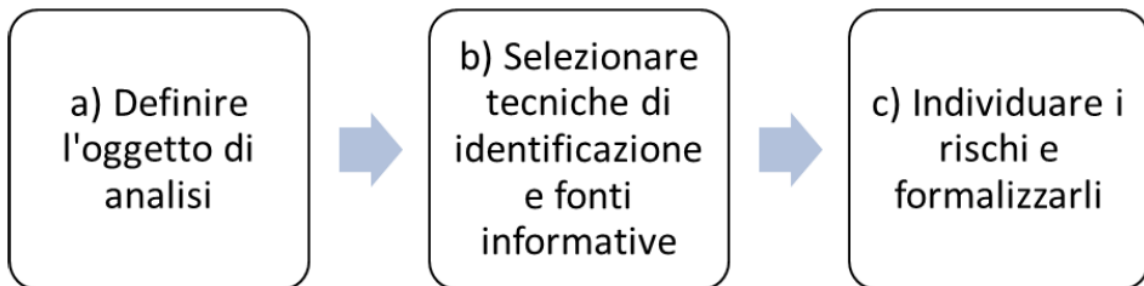 a) Definire
l'oggetto di
analisi
b) Selezionare
tecniche di
identificazione
e fonti
informative
c) Individuare i
rischi e
formalizzarli